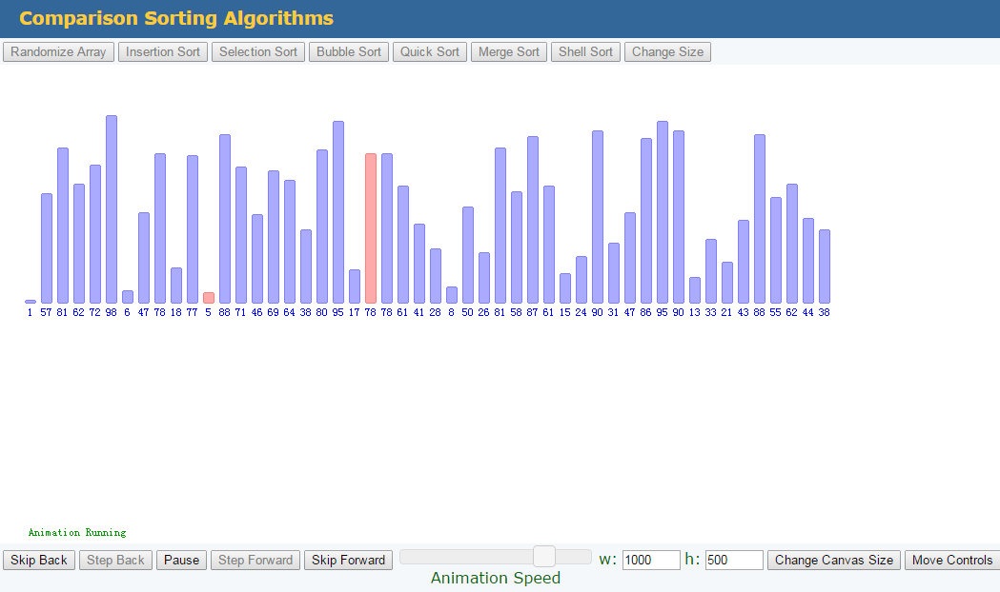 Comparison Sorting Algorithms
Randomize Array Insertion Sort Selection Sort Bubble Sort Quick Sort Merge Sort Shell Sort Change Size
1 57 81 62 72 98 6 47 78 18 77 5 88 71 46 69 64 38 80 95 17 78 78 61 41 28 8 50 26 81 58 87 61 15 24 90 31 47 86 95 90 13 33 21 43 88 55 62 44 38
Animation Running
Skip Back Step Back Pause Step Forward Skip Forward w: 1000 h: 500 Change Canvas Size Move Controls
Animation Speed